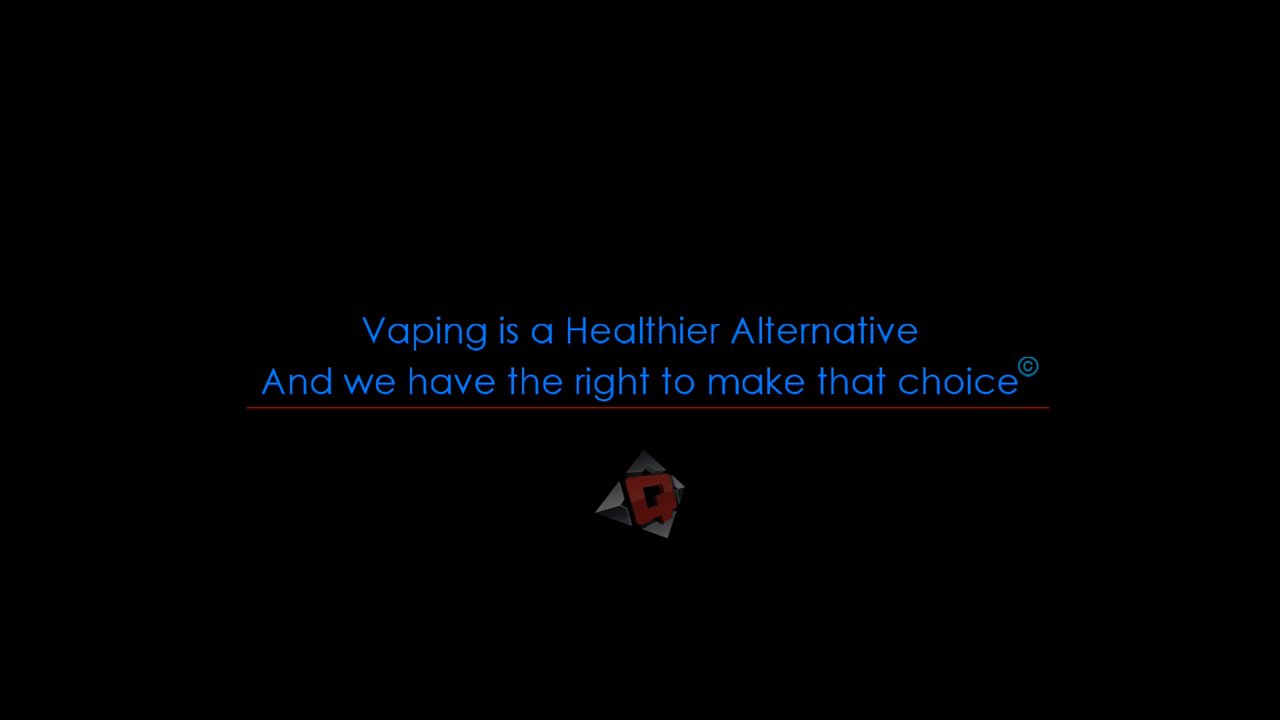 Vaping is a Healthier Alternative
And we have the right to make that choice©
Q